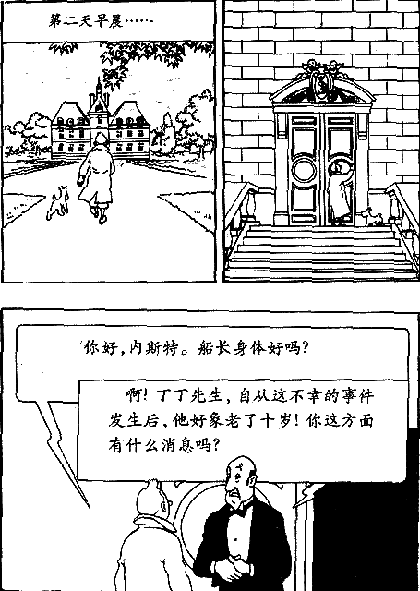 第二天早晨……
你好,内斯特。船长身体好吗?
啊!丁丁先生,自从这不幸的事件
发生后,他好象老了十岁!你这方面
有什么消息吗?